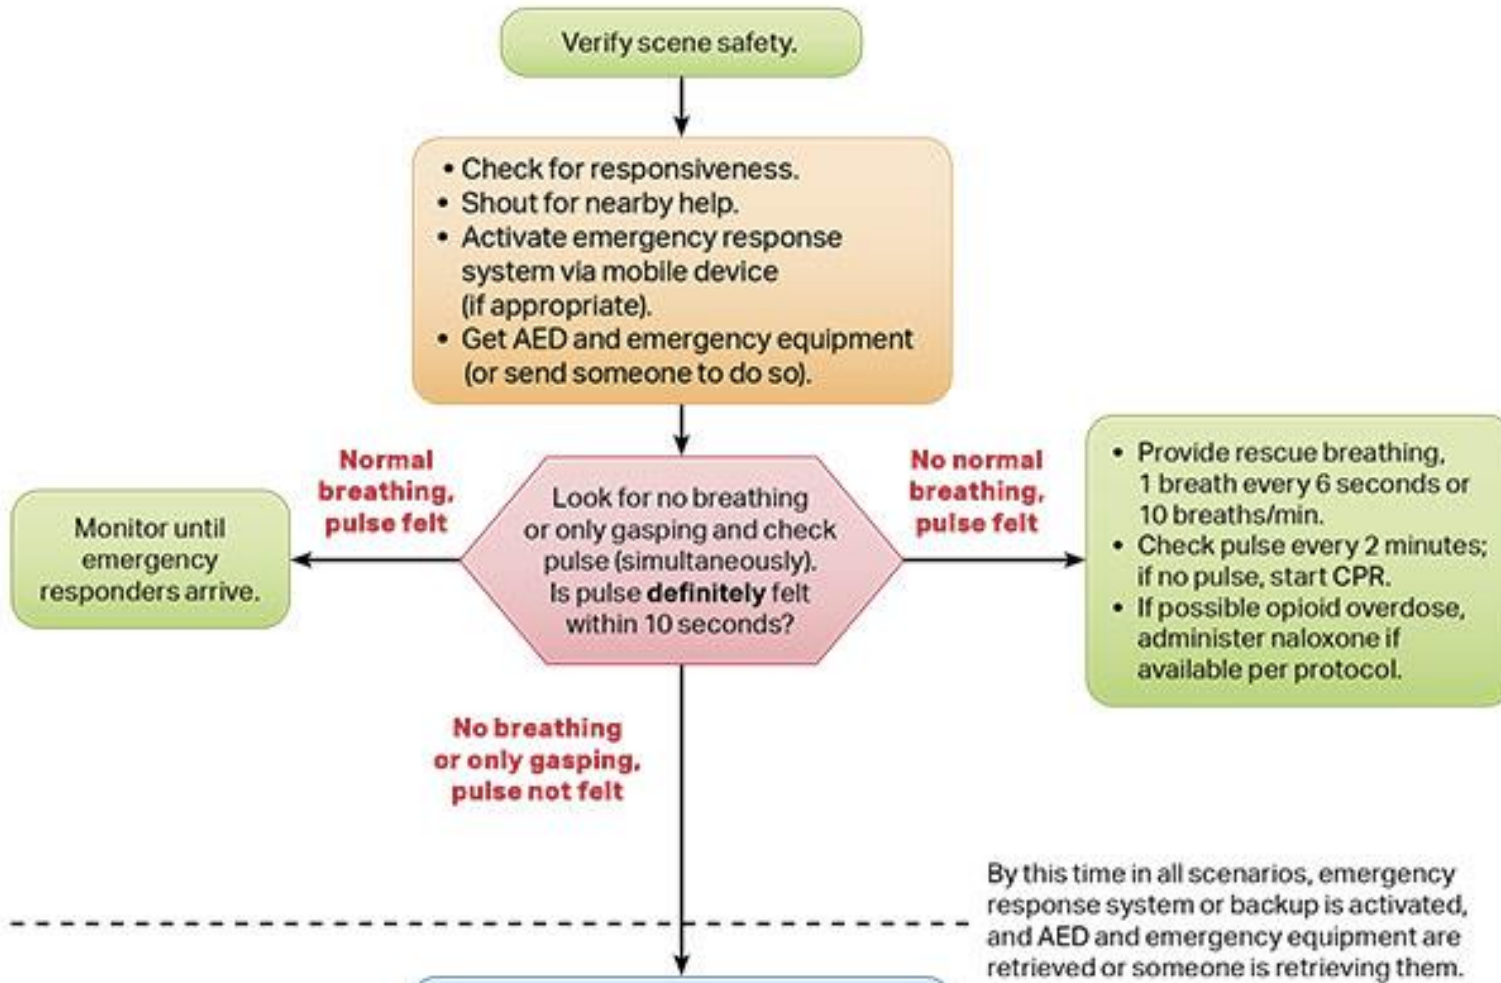 Verify scene safety.
• Check for responsiveness.
• Shout for nearby help.
• Activate emergency response
system via mobile device
(if appropriate).
• Get AED and emergency equipment
(or send someone to do so).
Normal
breathing,
pulse felt
Monitor until
emergency
responders arrive.
Look for no breathing
or only gasping and check
pulse (simultaneously).
Is pulse definitely felt
within 10 seconds?
No normal
breathing,
pulse felt
• Provide rescue breathing,
1 breath every 6 seconds or
10 breaths/min.
• Check pulse every 2 minutes;
if no pulse, start CPR.
• If possible opioid overdose,
administer naloxone if
available per protocol.
No breathing
or only gasping,
pulse not felt
By this time in all scenarios, emergency
response system or backup is activated,
and AED and emergency equipment are
retrieved or someone is retrieving them.